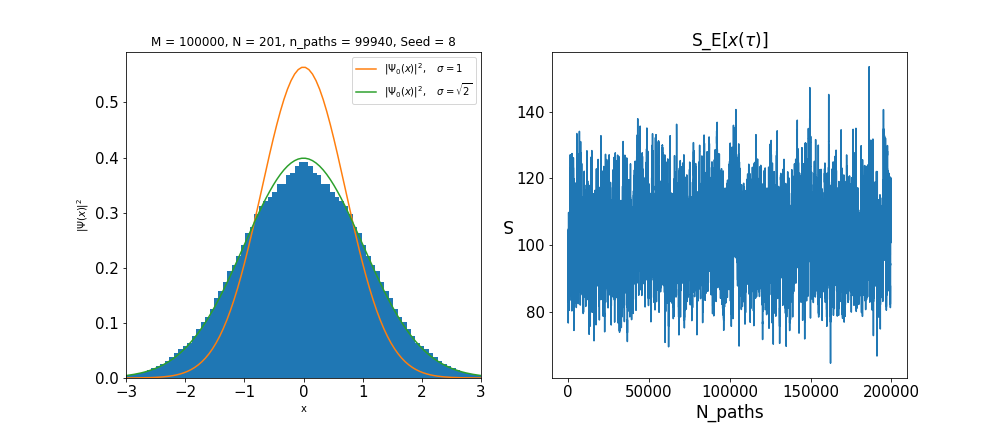 M = 100000, N = 201, n_paths = 99940, Seed = 8
|Ψ₀(x)|², σ = 1
|Ψ₀(x)|², σ = √2
|Ψ(x)|²
0.5
0.4
0.3
0.2
0.1
0.0
−3 −2 −1 0 1 2 3
x
S_E[x(τ)]
S
140
120
100
80
0 50000 100000 150000 200000
N_paths